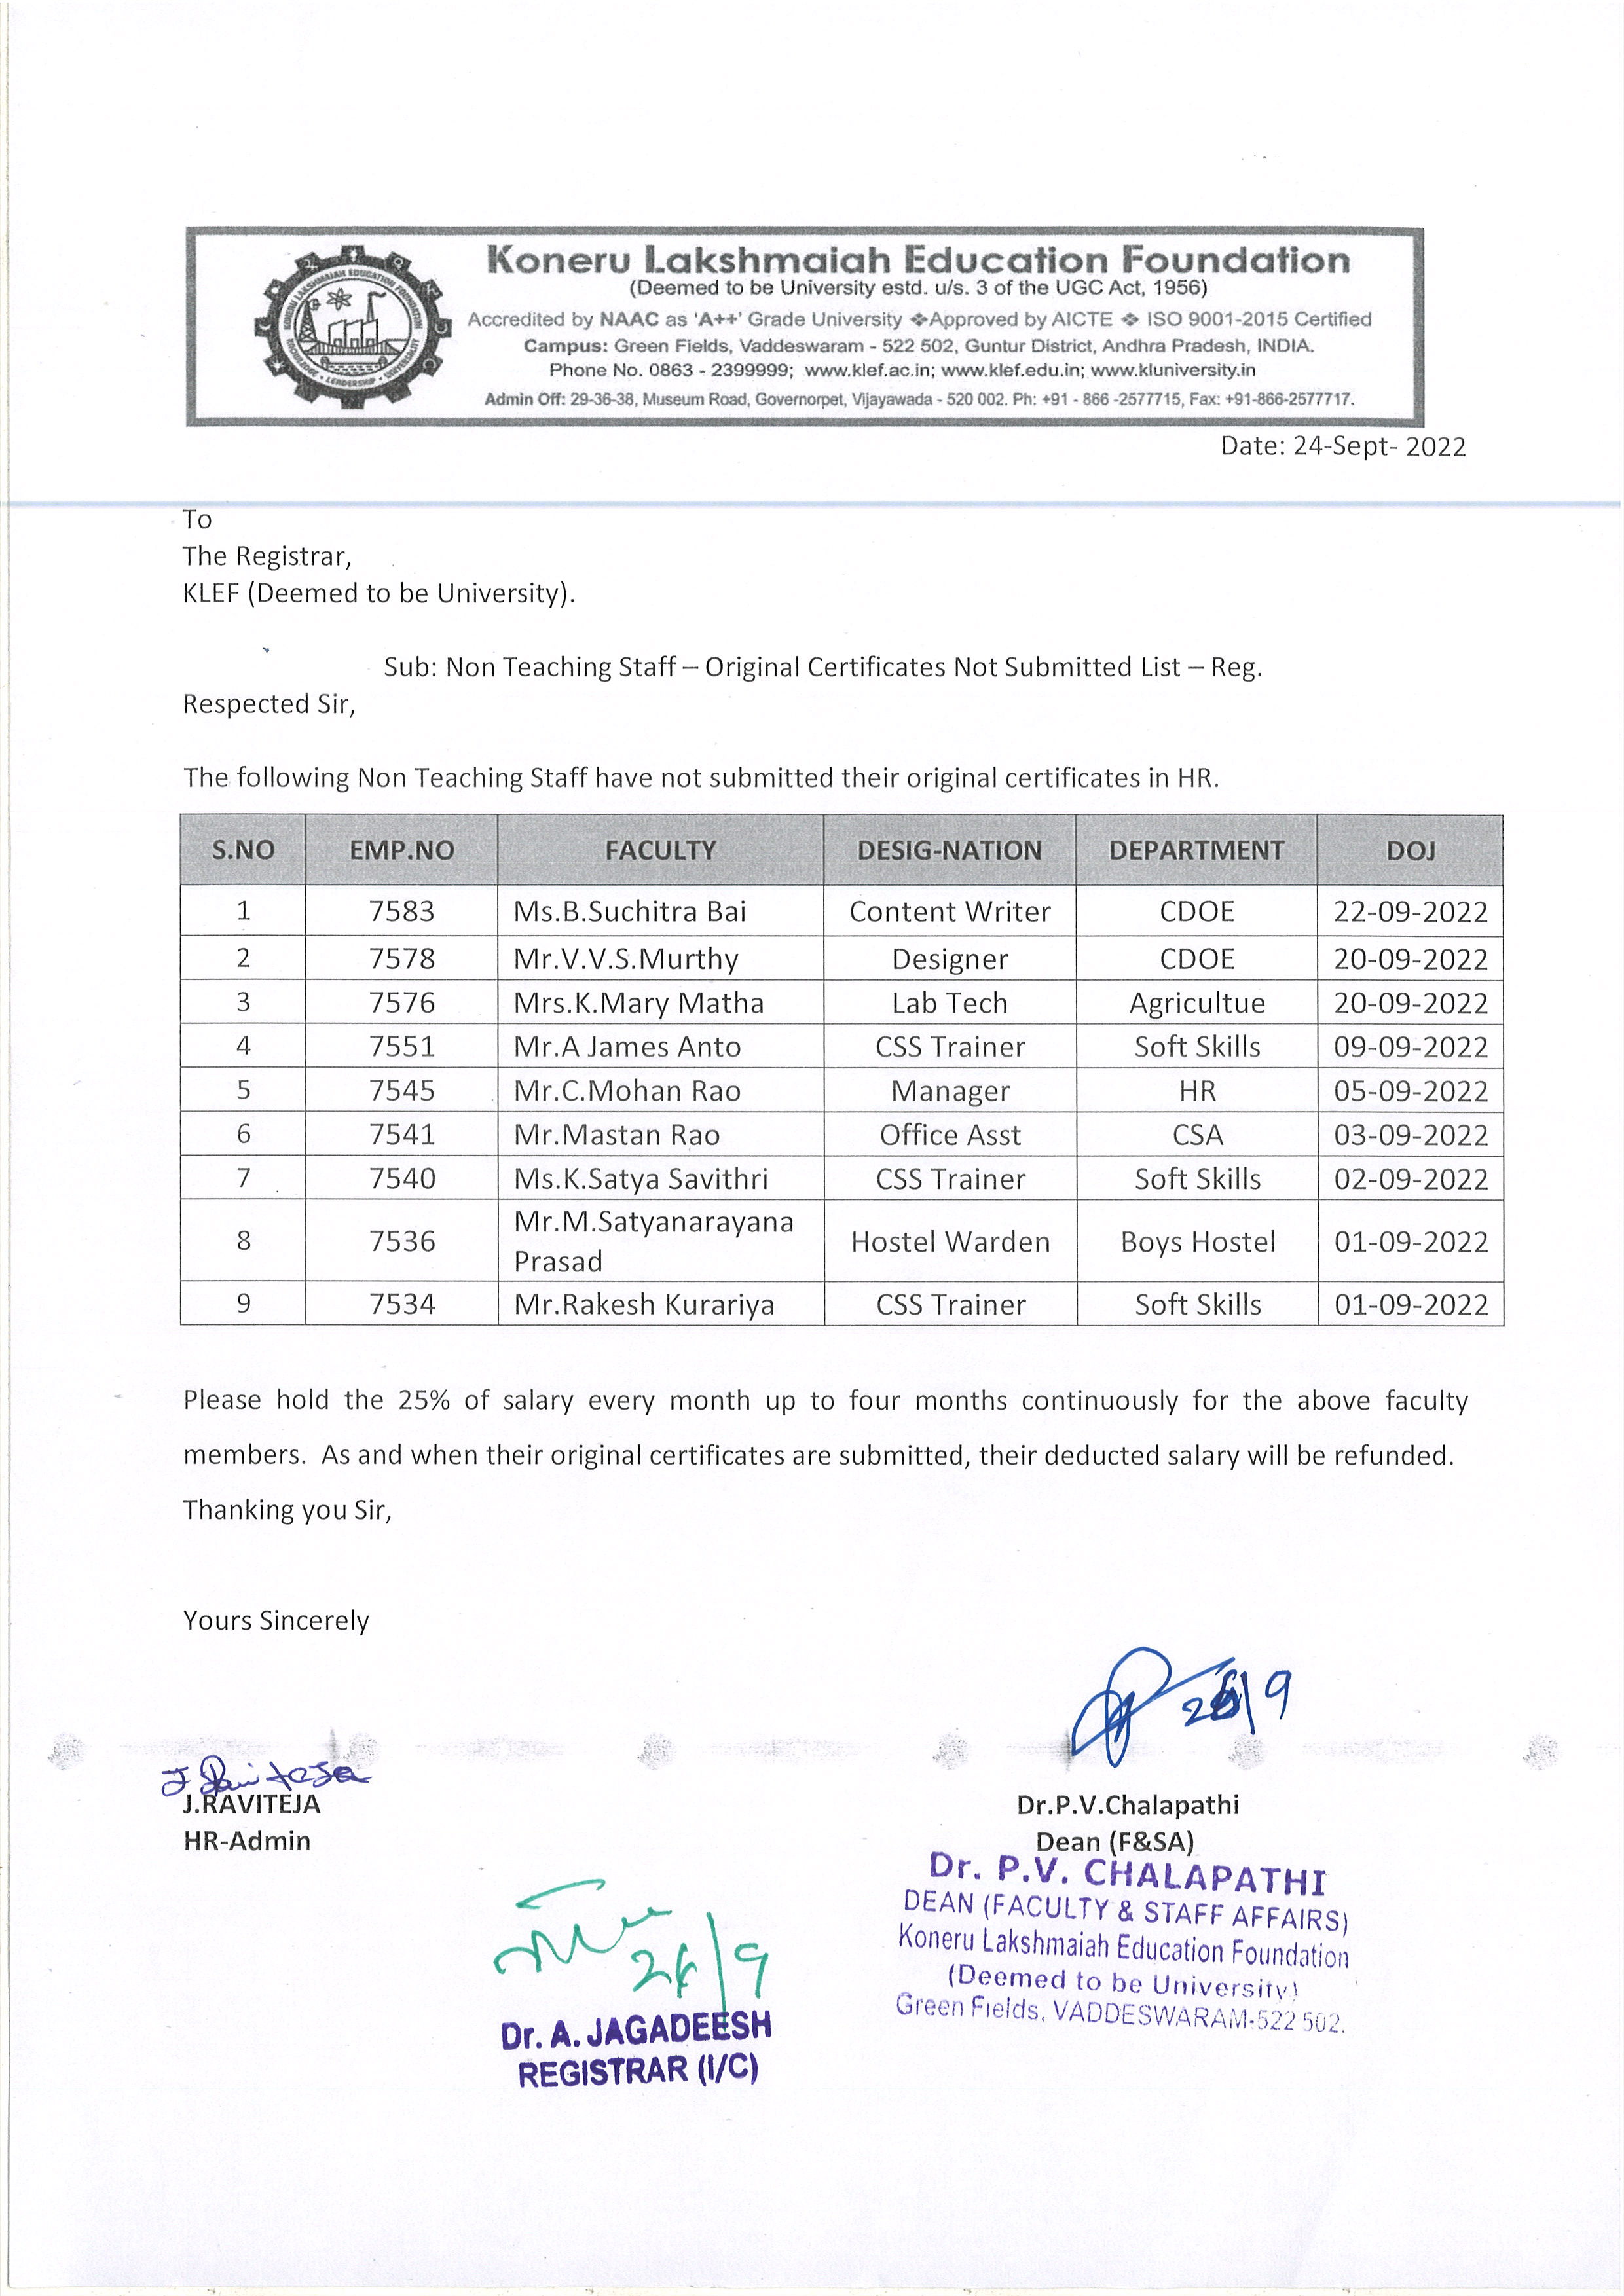 Koneru Lakshmaiah Education Foundation
(Deemed to be University estd. u/s. 3 of the UGC Act, 1956)
Accredited by NAAC as 'A++' Grade University ❖Approved by AICTE ❖ ISO 9001-2015 Certified
Campus: Green Fields, Vaddeswaram - 522 502, Guntur District, Andhra Pradesh, INDIA.
Phone No. 0863 - 2399999; www.klef.ac.in; www.klef.edu.in; www.kluniversity.in
Admin Off: 29-36-38, Museum Road, Governorpet, Vijayawada - 520 002. Ph: +91 - 866 -2577715, Fax: +91-866-2577717.
KONERU LAKSHMAIAH EDUCATION FOUNDATION
KNOWLEDGE • LEADERSHIP • UNIVERSALITY
Date: 24-Sept- 2022
To
The Registrar,
KLEF (Deemed to be University).
Sub: Non Teaching Staff – Original Certificates Not Submitted List – Reg.
Respected Sir,
The following Non Teaching Staff have not submitted their original certificates in HR.
S.NO EMP.NO FACULTY DESIG-NATION DEPARTMENT DOJ
1 7583 Ms.B.Suchitra Bai Content Writer CDOE 22-09-2022
2 7578 Mr.V.V.S.Murthy Designer CDOE 20-09-2022
3 7576 Mrs.K.Mary Matha Lab Tech Agricultue 20-09-2022
4 7551 Mr.A James Anto CSS Trainer Soft Skills 09-09-2022
5 7545 Mr.C.Mohan Rao Manager HR 05-09-2022
6 7541 Mr.Mastan Rao Office Asst CSA 03-09-2022
7 7540 Ms.K.Satya Savithri CSS Trainer Soft Skills 02-09-2022
8 7536 Mr.M.Satyanarayana Prasad Hostel Warden Boys Hostel 01-09-2022
9 7534 Mr.Rakesh Kurariya CSS Trainer Soft Skills 01-09-2022
Please hold the 25% of salary every month up to four months continuously for the above faculty
members. As and when their original certificates are submitted, their deducted salary will be refunded.
Thanking you Sir,
Yours Sincerely
J Raviteja
J.RAVITEJA
HR-Admin
Dr.P.V.Chalapathi
Dean (F&SA)
Dr. P.V. CHALAPATHI
DEAN (FACULTY & STAFF AFFAIRS)
Koneru Lakshmaiah Education Foundation
(Deemed to be University)
Green Fields, VADDESWARAM-522 502.
Dr. A. JAGADEESH
REGISTRAR (I/C)